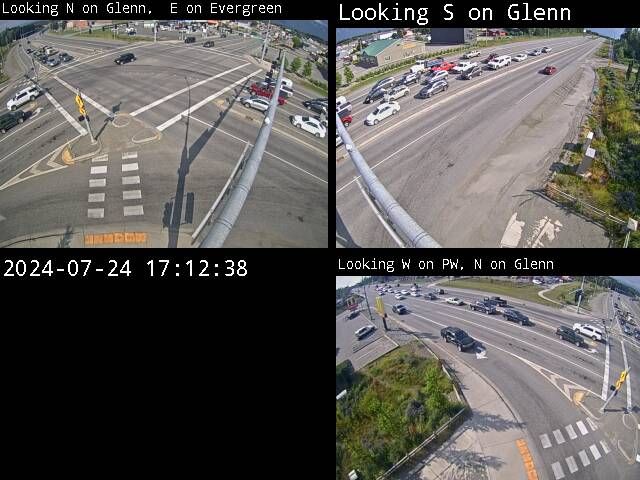 Looking N on Glenn,  E on Evergreen
Looking S on Glenn
2024-07-24 17:12:38
Looking W on PW, N on Glenn